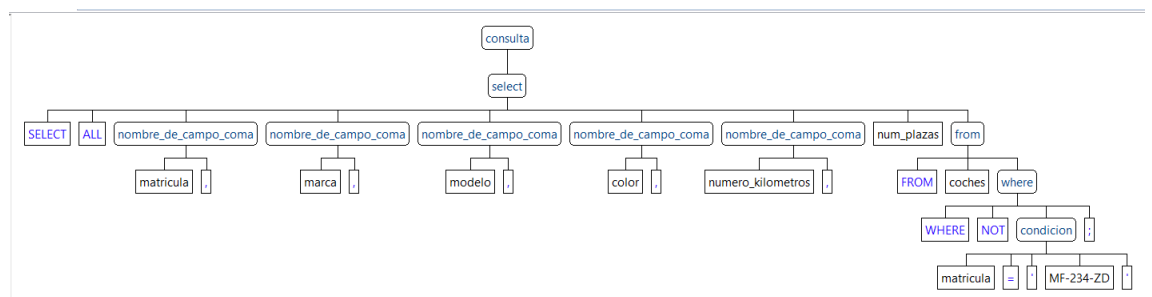 consulta
select
SELECT ALL nombre_de_campo_coma nombre_de_campo_coma nombre_de_campo_coma nombre_de_campo_coma nombre_de_campo_coma num_plazas from
matricula , marca , modelo , color , numero_kilometros , FROM coches where
WHERE NOT condicion ;
matricula = ' MF-234-ZD '